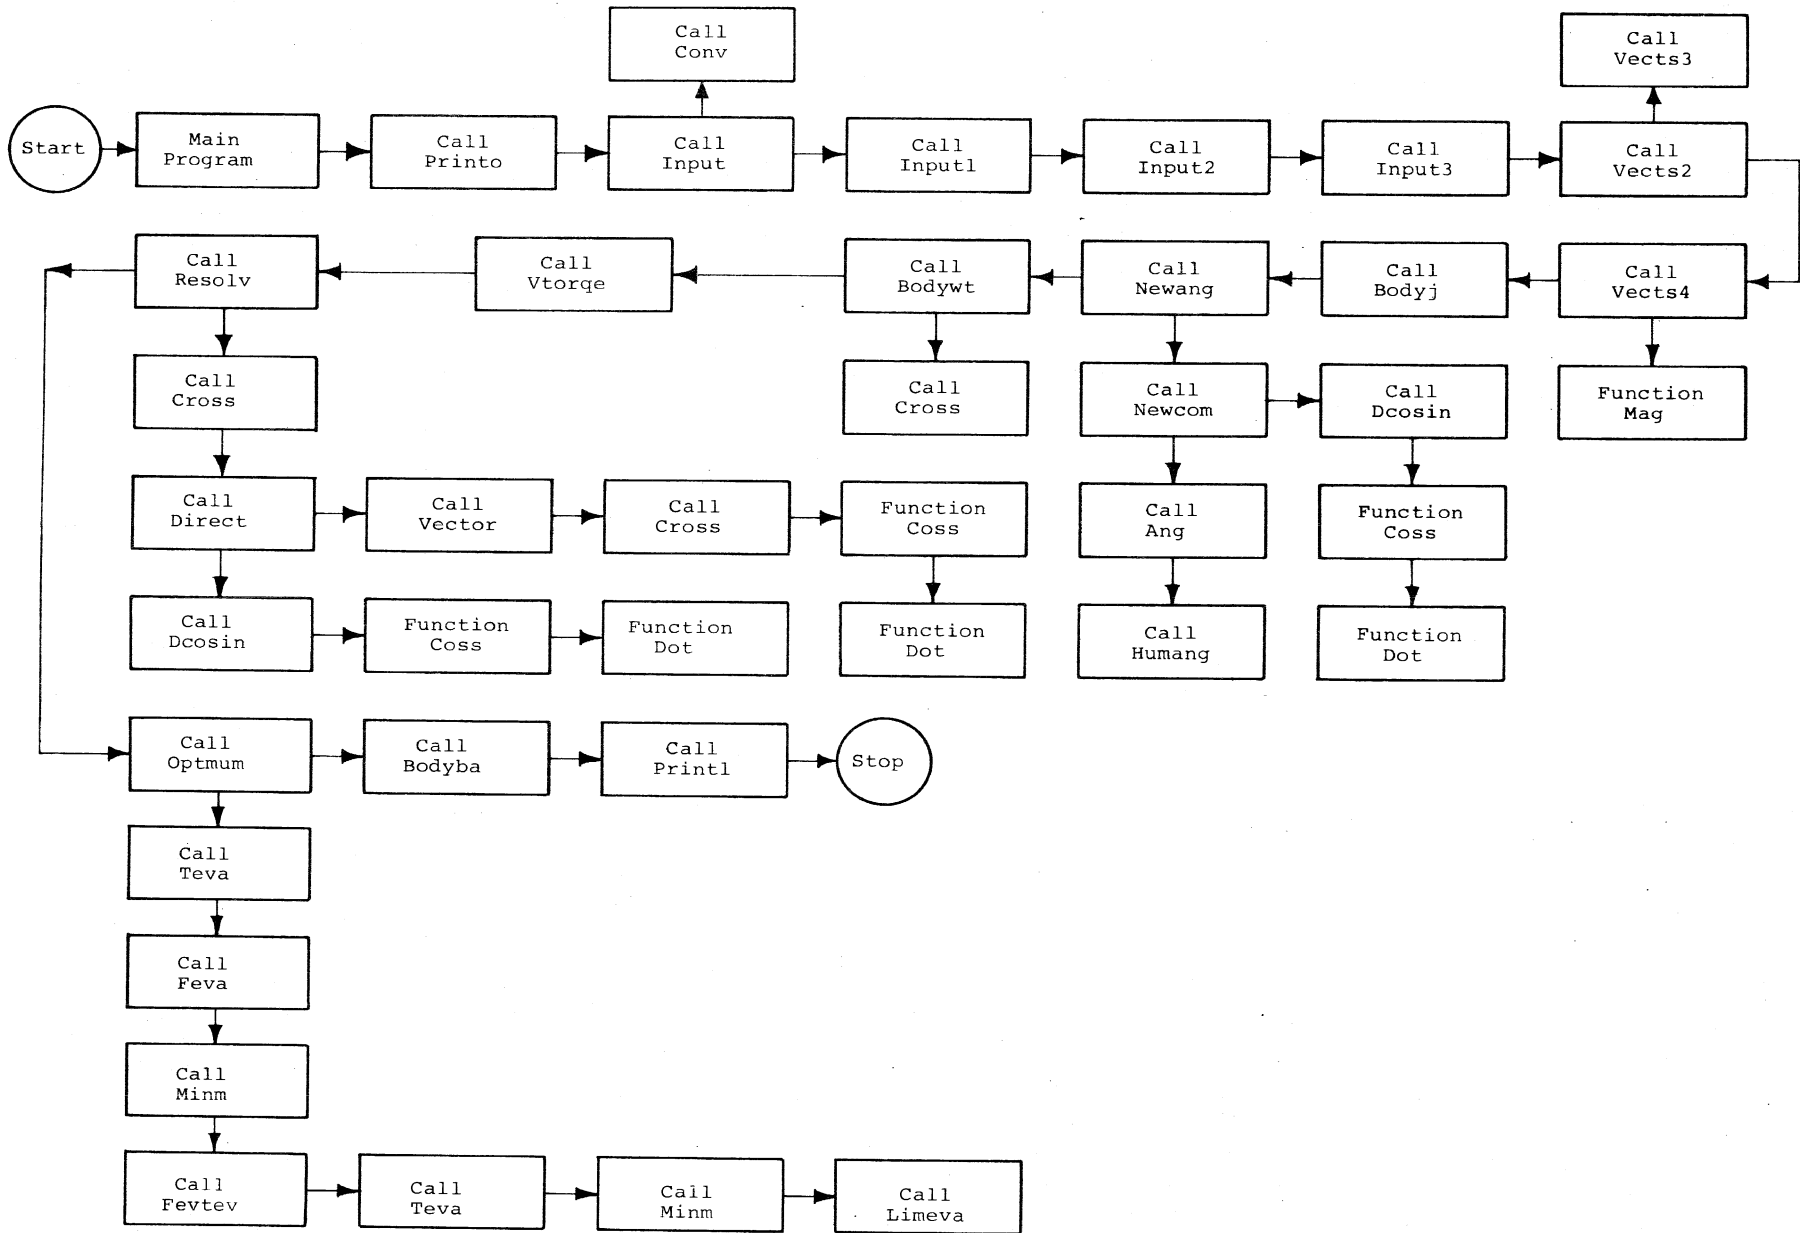 Call
Conv
Call
Vects3
Start
Main
Program
Call
Printo
Call
Input
Call
Input1
Call
Input2
Call
Input3
Call
Vects2
Call
Resolv
Call
Vtorqe
Call
Bodywt
Call
Newang
Call
Bodyj
Call
Vects4
Call
Cross
Call
Cross
Call
Newcom
Call
Dcosin
Function
Mag
Call
Direct
Call
Vector
Call
Cross
Function
Coss
Call
Ang
Function
Coss
Call
Dcosin
Function
Coss
Function
Dot
Function
Dot
Call
Humang
Function
Dot
Call
Optmum
Call
Bodyba
Call
Print1
Stop
Call
Teva
Call
Feva
Call
Minm
Call
Fevtev
Call
Teva
Call
Minm
Call
Limeva